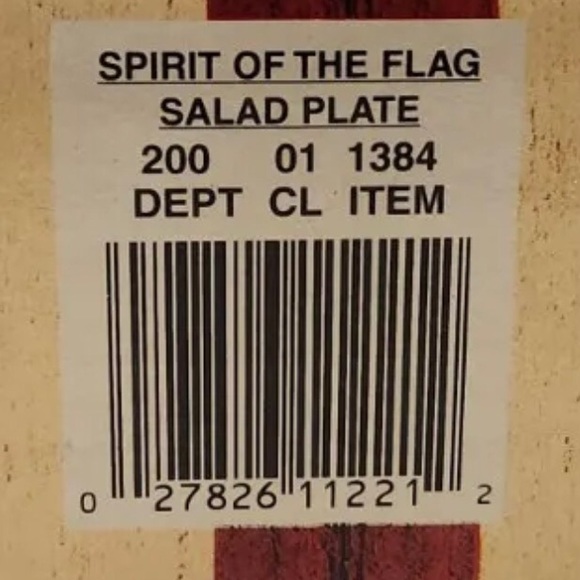 SPIRIT OF THE FLAG
SALAD PLATE
200 01 1384
DEPT CL ITEM
0 27826 11221 2